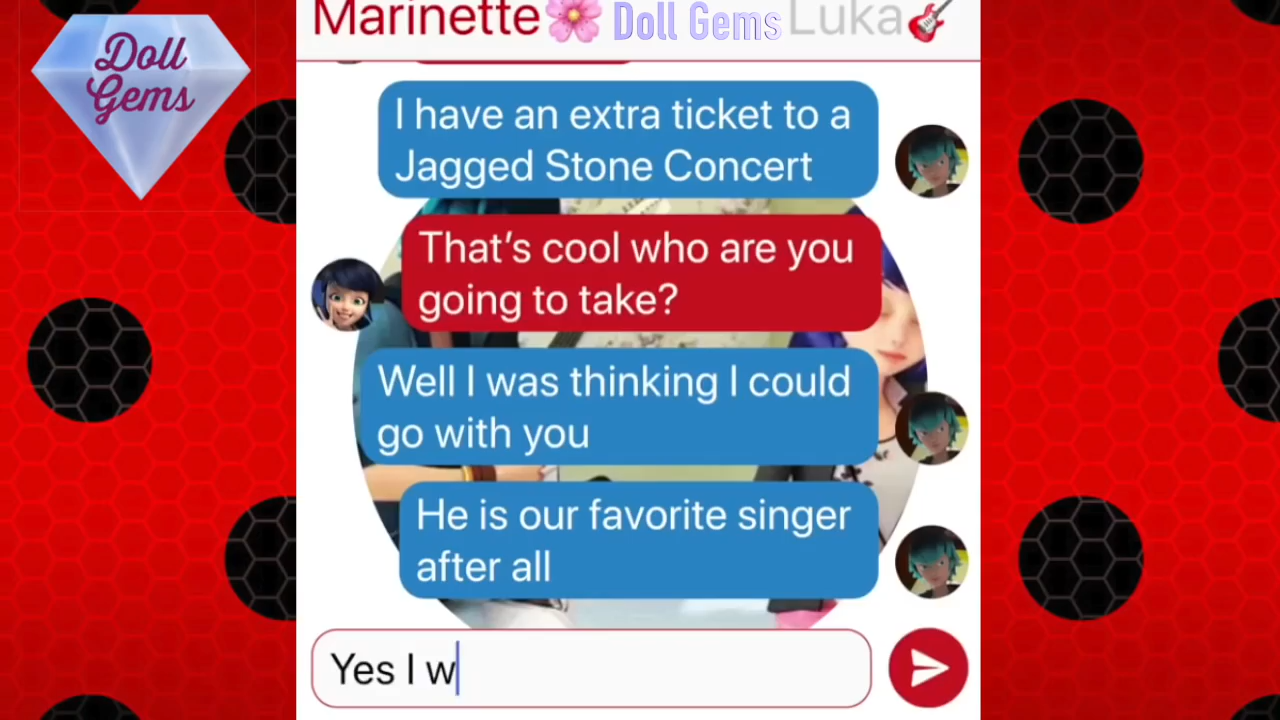 Doll
Gems
Marinette Doll Gems Luka
I have an extra ticket to a
Jagged Stone Concert
That's cool who are you
going to take?
Well I was thinking I could
go with you
He is our favorite singer
after all
Yes I w